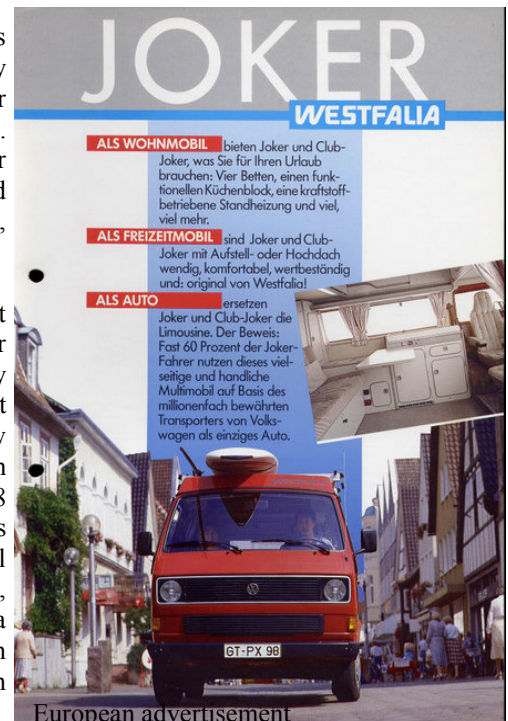 JOKER
WESTFALIA
ALS WOHNMOBIL bieten Joker und Club-
Joker, was Sie für Ihren Urlaub
brauchen: Vier Betten, einen funk-
tionellen Küchenblock, eine kraftstoff-
betriebene Standheizung und viel,
viel mehr.
ALS FREIZEITMOBIL sind Joker und Club-
Joker mit Aufstell- oder Hochdach
wendig, komfortabel, wertbeständig
und: original von Westfalia!
ALS AUTO ersetzen
Joker und Club-Joker die
Limousine. Der Beweis:
Fast 60 Prozent der Joker-
Fahrer nutzen dieses viel-
seitige und handliche
Multimobil auf Basis des
millionenfach bewährten
Transporters von Volks-
wagen als einziges Auto.
WESTFALIA
GT-PX 98
European advertisement